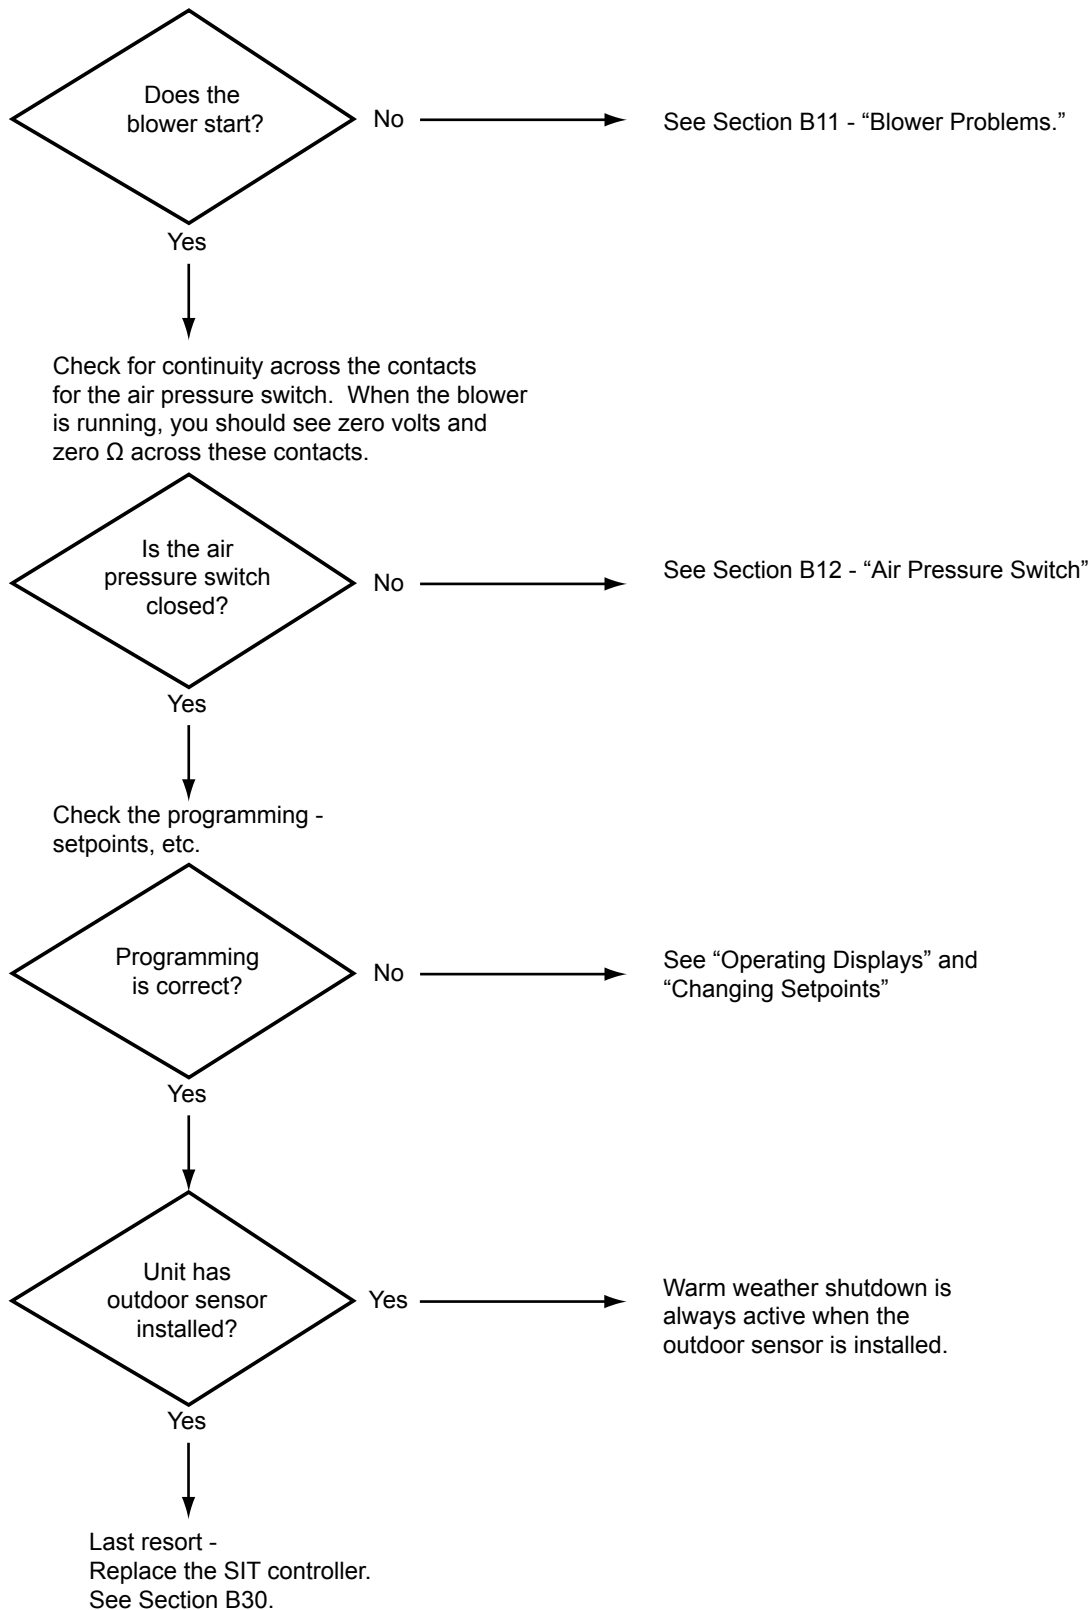 Does the
blower start?
No
See Section B11 - “Blower Problems.”
Yes
Check for continuity across the contacts
for the air pressure switch.  When the blower
is running, you should see zero volts and
zero Ω across these contacts.
Is the air
pressure switch
closed?
No
See Section B12 - “Air Pressure Switch”
Yes
Check the programming -
setpoints, etc.
Programming
is correct?
No
See “Operating Displays” and
“Changing Setpoints”
Yes
Unit has
outdoor sensor
installed?
Yes
Warm weather shutdown is
always active when the
outdoor sensor is installed.
Yes
Last resort -
Replace the SIT controller.
See Section B30.